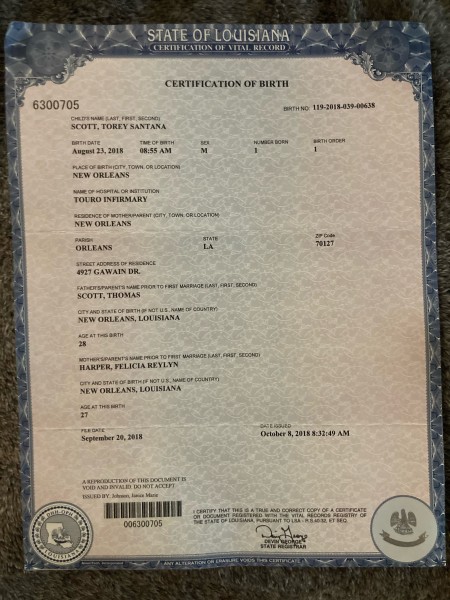 STATE OF LOUISIANA
CERTIFICATION OF VITAL RECORD
CERTIFICATION OF BIRTH
6300705
BIRTH NO: 119-2018-039-00638
CHILD'S NAME (LAST, FIRST, SECOND)
SCOTT, TOREY SANTANA
BIRTH DATE TIME OF BIRTH SEX NUMBER BORN BIRTH ORDER
August 23, 2018 08:55 AM M 1 1
PLACE OF BIRTH (CITY, TOWN, OR LOCATION)
NEW ORLEANS
NAME OF HOSPITAL OR INSTITUTION
TOURO INFIRMARY
RESIDENCE OF MOTHER/PARENT (CITY, TOWN, OR LOCATION)
NEW ORLEANS
PARISH STATE ZIP Code
ORLEANS LA 70127
STREET ADDRESS OF RESIDENCE
4927 GAWAIN DR.
FATHER'S/PARENT'S NAME PRIOR TO FIRST MARRIAGE (LAST, FIRST, SECOND)
SCOTT, THOMAS
CITY AND STATE OF BIRTH (IF NOT U.S., NAME OF COUNTRY)
NEW ORLEANS, LOUISIANA
AGE AT THIS BIRTH
28
MOTHER'S/PARENT'S NAME PRIOR TO FIRST MARRIAGE (LAST, FIRST, SECOND)
HARPER, FELICIA REYLYN
CITY AND STATE OF BIRTH (IF NOT U.S., NAME OF COUNTRY)
NEW ORLEANS, LOUISIANA
AGE AT THIS BIRTH
27
FILE DATE DATE ISSUED
September 20, 2018 October 8, 2018 8:32:49 AM
A REPRODUCTION OF THIS DOCUMENT IS
VOID AND INVALID. DO NOT ACCEPT
ISSUED BY: Johnson,
006300705
I CERTIFY THAT THIS IS A TRUE AND CORRECT COPY OF A CERTIFICATE
OR DOCUMENT REGISTERED WITH THE VITAL RECORDS REGISTRY OF
THE STATE OF LOUISIANA, PURSUANT TO LSA - R.S. 40:32, ET SEQ.
DEVIN GEORGE
STATE REGISTRAR
DHH-OPH
LOUISIANA
ANY ALTERATION OR ERASURE VOIDS THIS CERTIFICATE